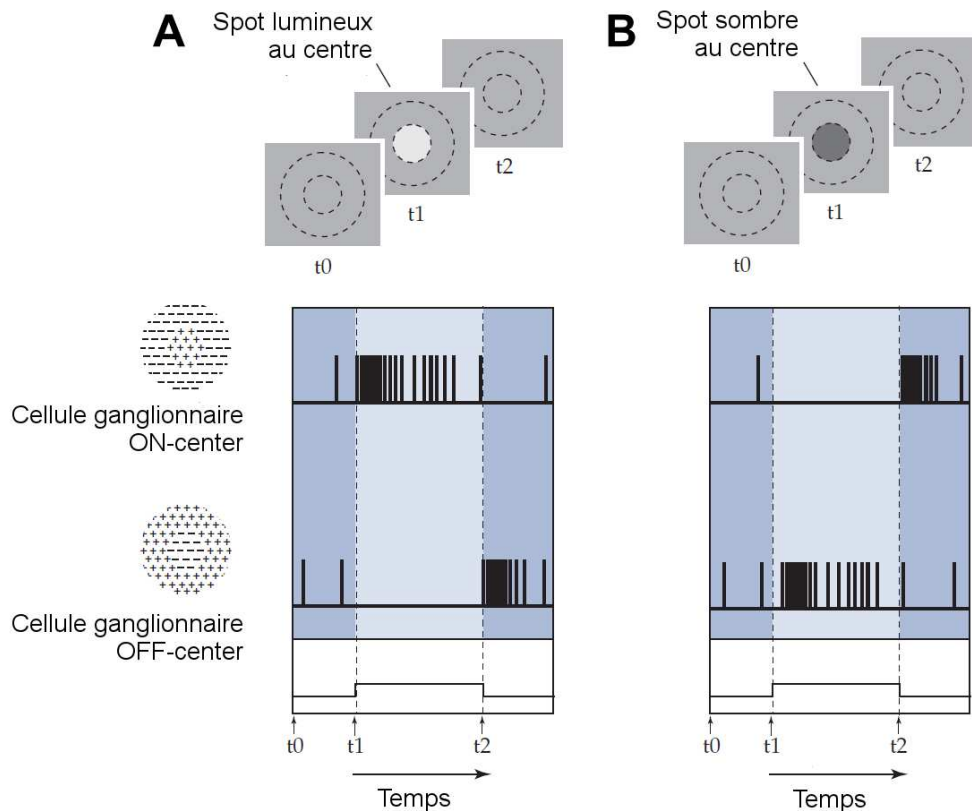 A
Spot lumineux
au centre
t2
t1
t0
B
Spot sombre
au centre
t2
t1
t0
Cellule ganglionnaire
ON-center
Cellule ganglionnaire
OFF-center
t0 t1 t2
Temps
t0 t1 t2
Temps